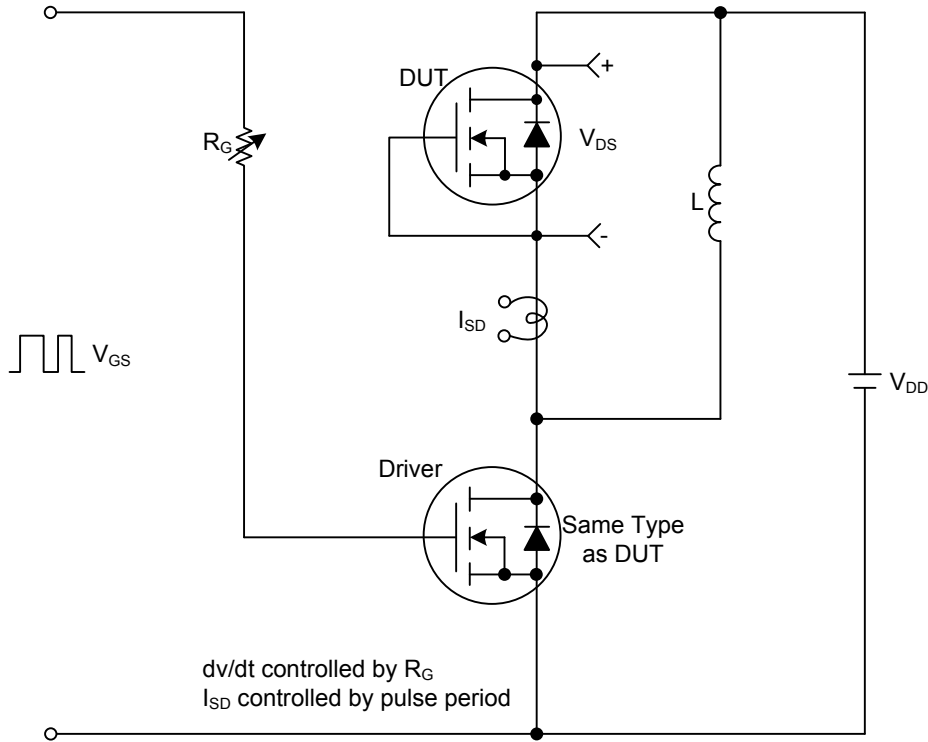 DUT
+
R_G
V_DS
L
-
I_SD
V_GS
V_DD
Driver
Same Type
as DUT
dv/dt controlled by R_G
I_SD controlled by pulse period